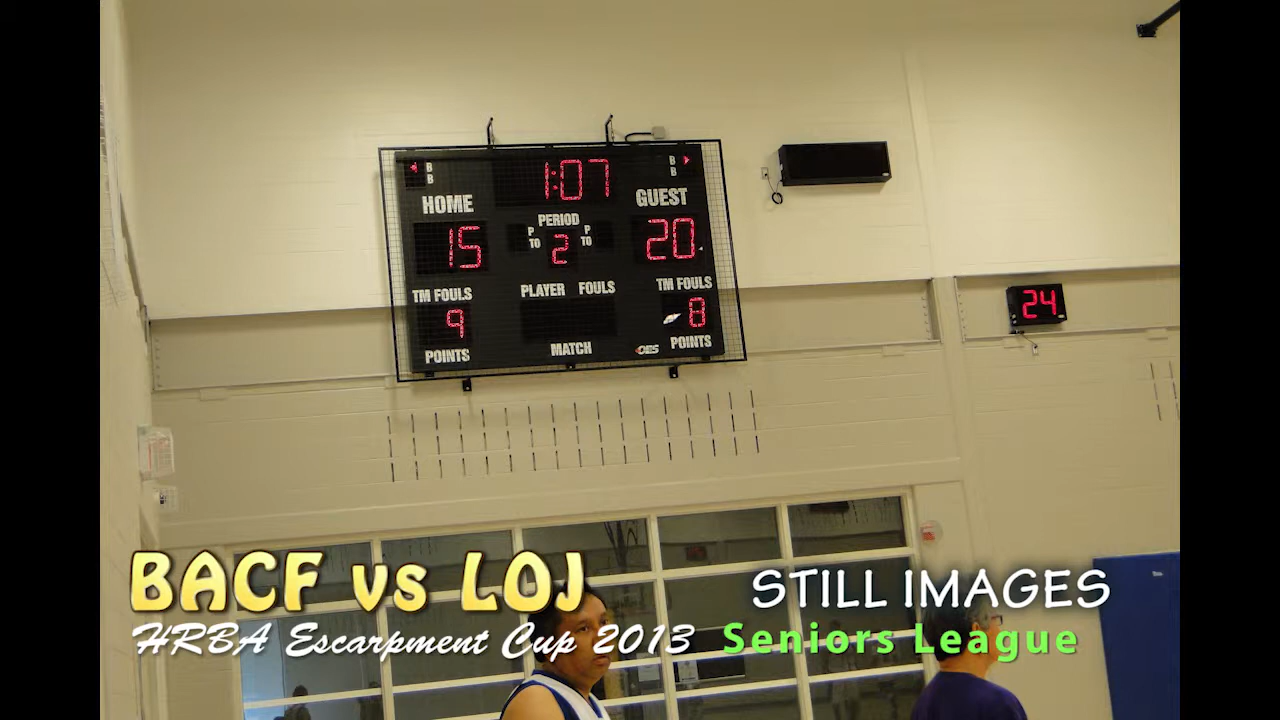 B B
1:07
B B
HOME
GUEST
PERIOD
15
P TO
2
P TO
20
TM FOULS
PLAYER FOULS
TM FOULS
9
8
POINTS
MATCH
OES
POINTS
24
BACF vs LOJ
STILL IMAGES
HRBA Escarpment Cup 2013
Seniors League